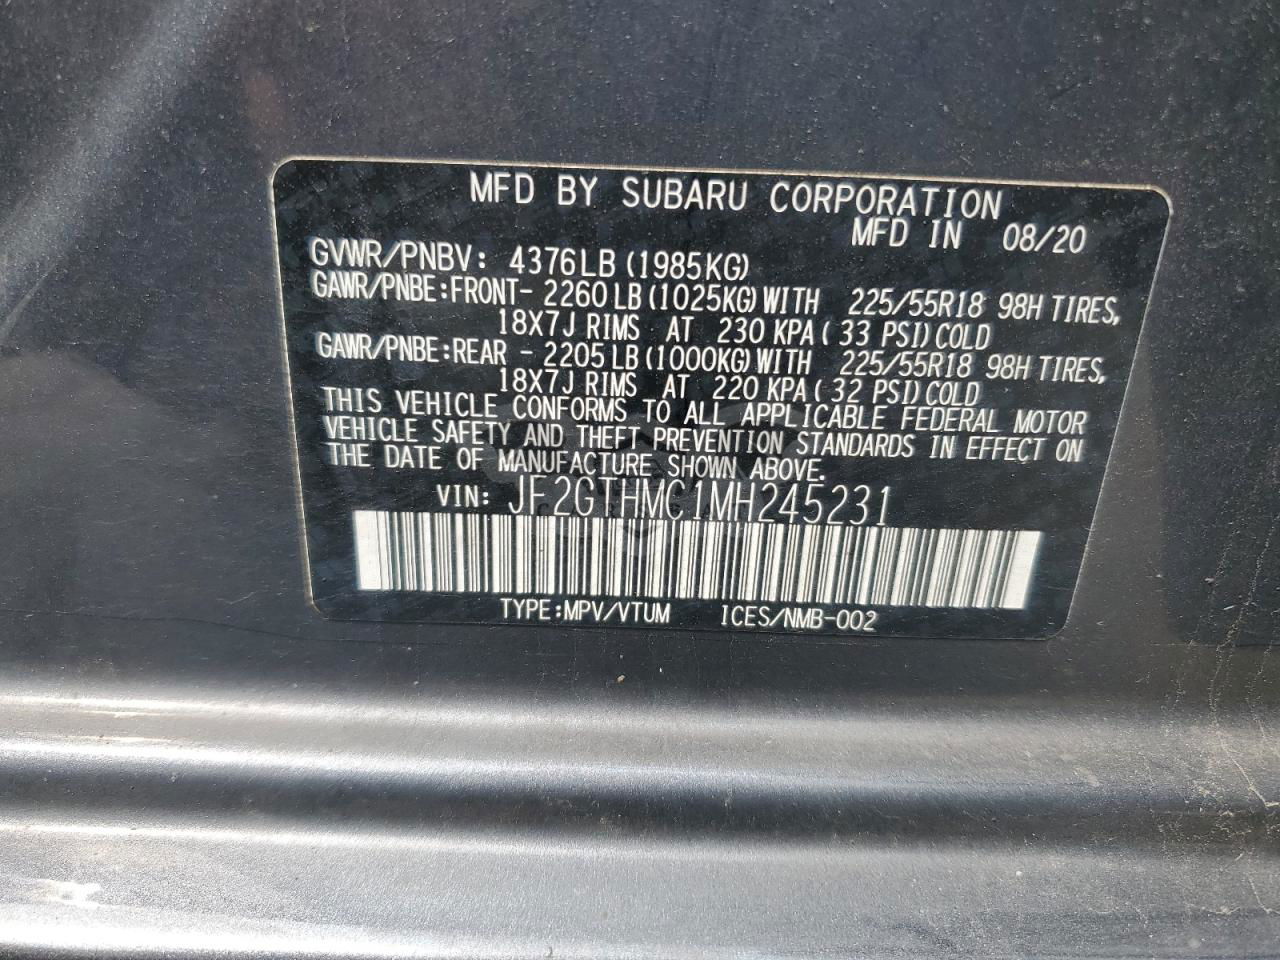 MFD BY SUBARU CORPORATION
MFD IN 08/20
GVWR/PNBV: 4376LB (1985KG)
GAWR/PNBE:FRONT- 2260 LB (1025KG) WITH 225/55R18 98H TIRES,
18X7J RIMS AT 230 KPA ( 33 PSI) COLD
GAWR/PNBE:REAR - 2205 LB (1000KG) WITH 225/55R18 98H TIRES,
18X7J RIMS AT 220 KPA ( 32 PSI) COLD
THIS VEHICLE CONFORMS TO ALL APPLICABLE FEDERAL MOTOR
VEHICLE SAFETY AND THEFT PREVENTION STANDARDS IN EFFECT ON
THE DATE OF MANUFACTURE SHOWN ABOVE.
VIN: JF2GTHMC1MH245231
TYPE:MPV/VTUM ICES/NMB-002